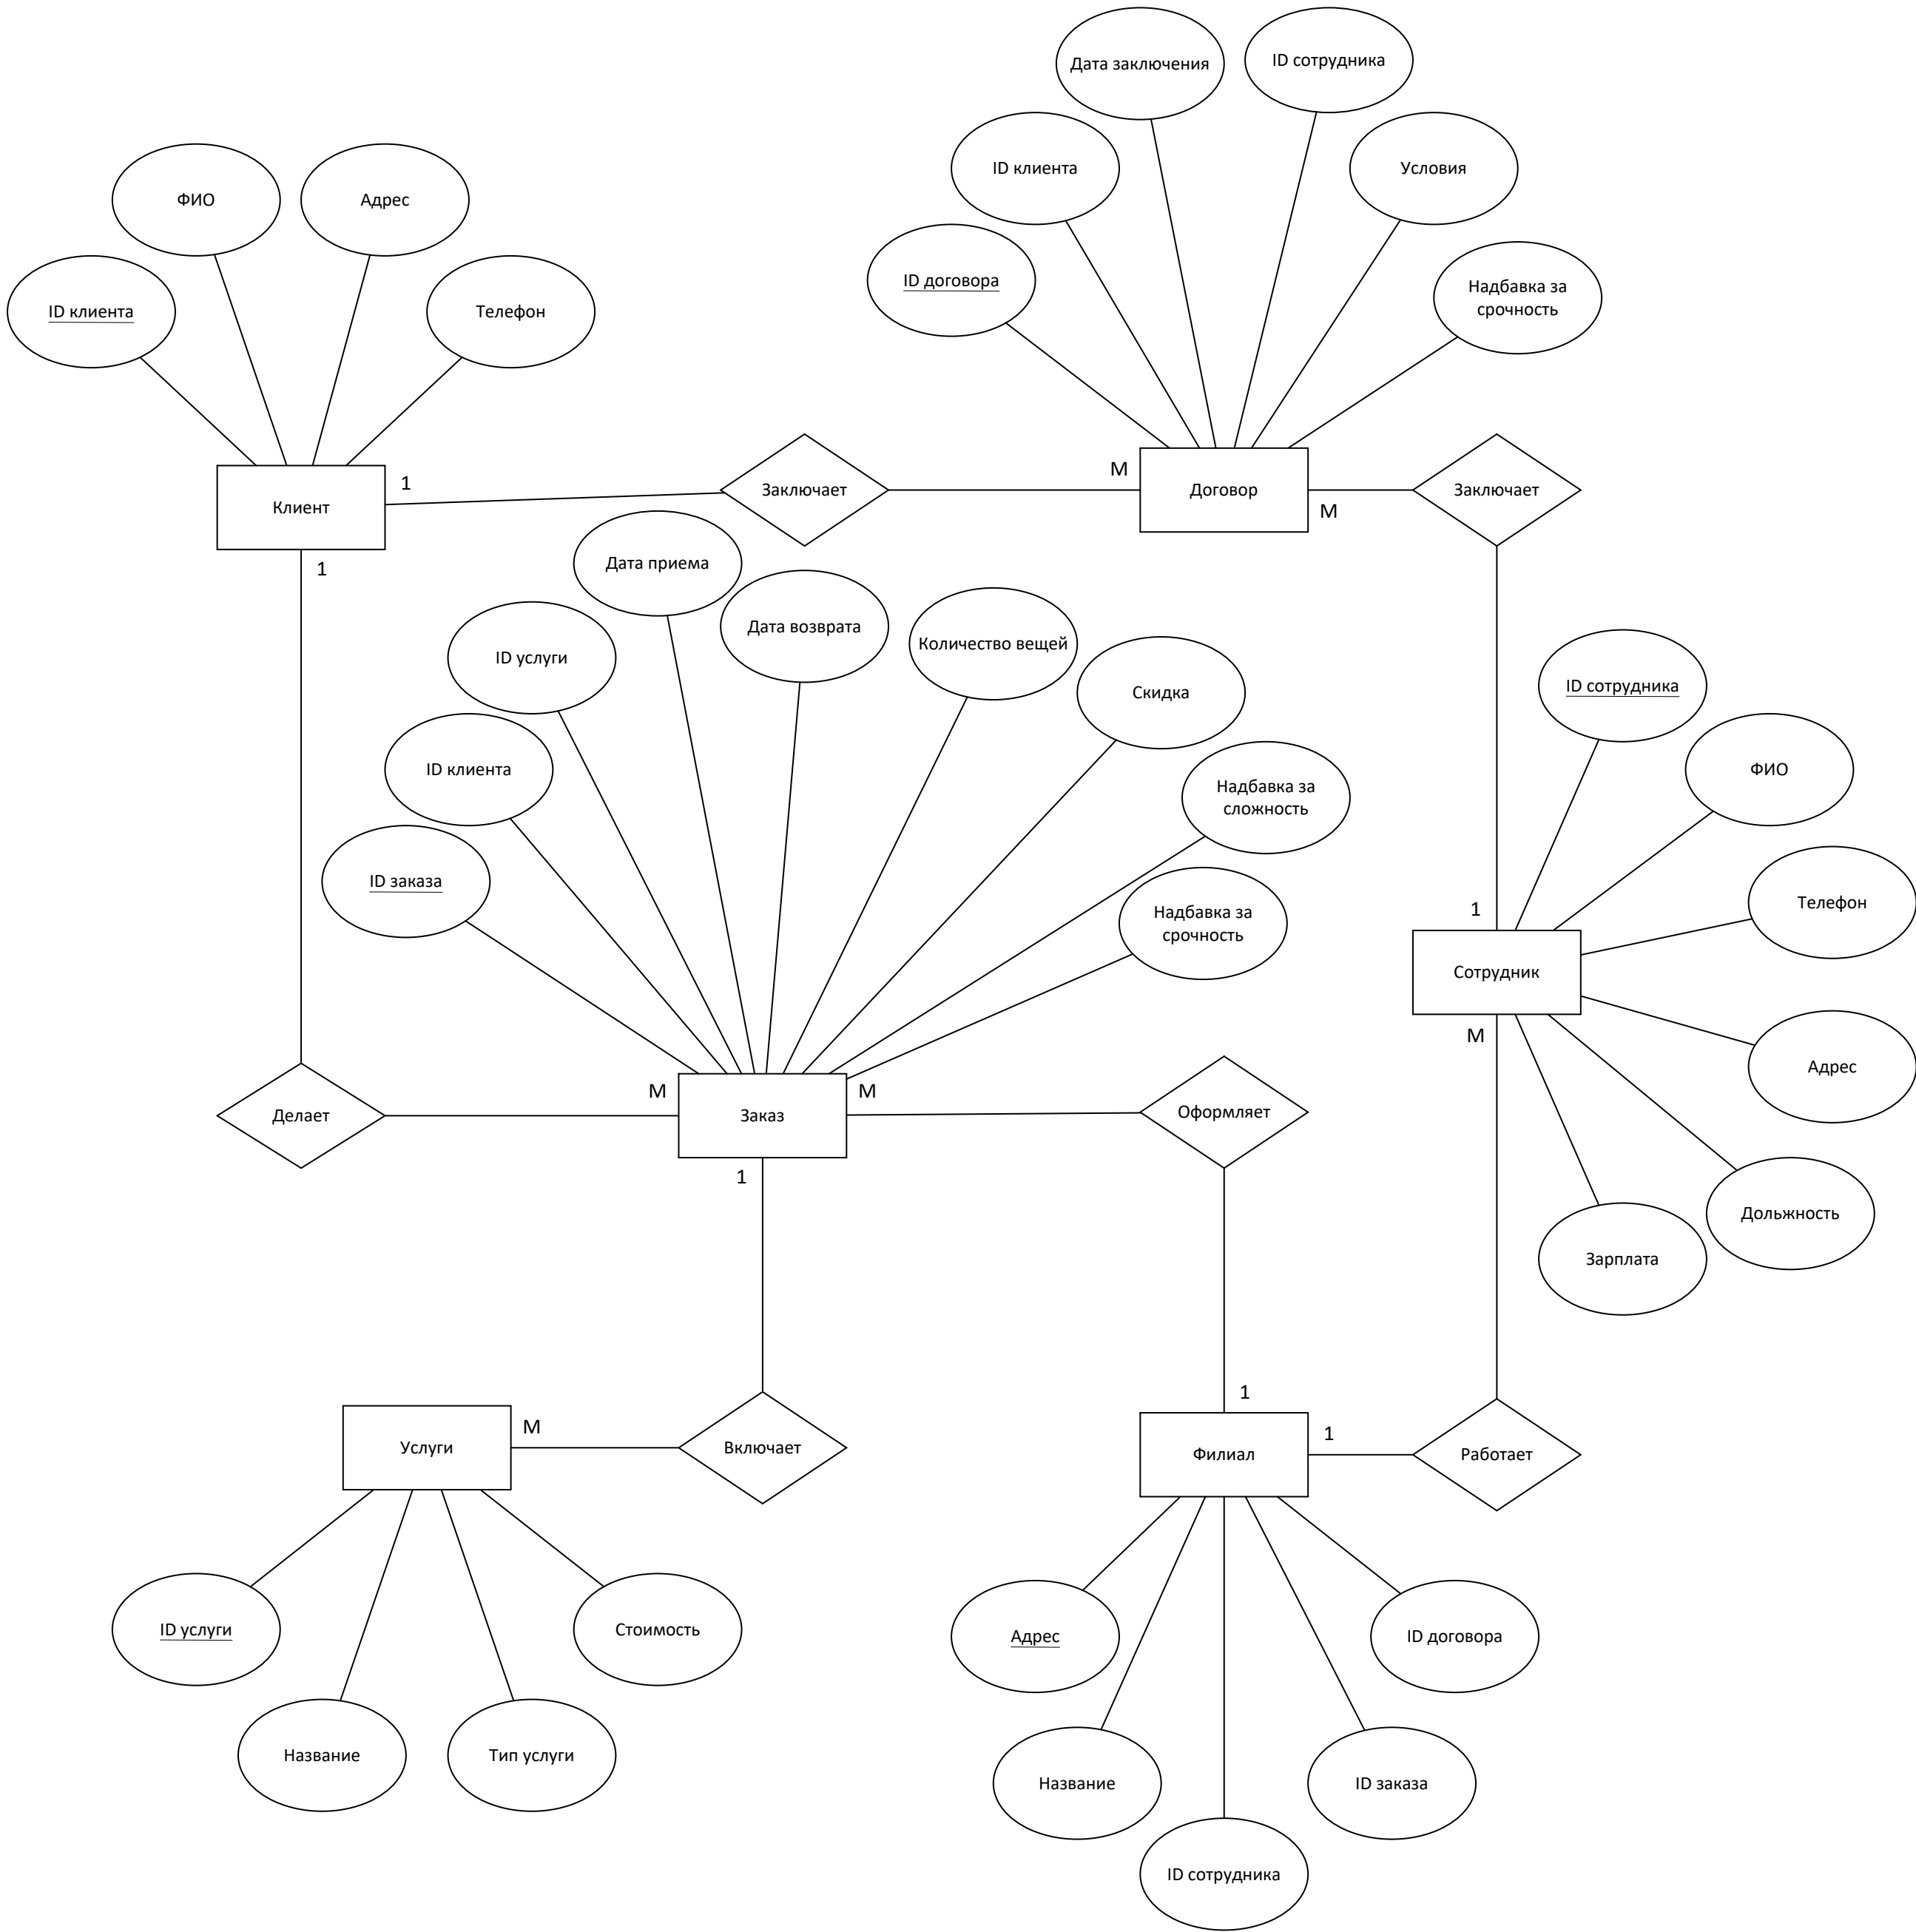 Дата заключения
ID сотрудника
ID клиента
Условия
ID договора
Надбавка за
срочность
ФИО
Адрес
ID клиента
Телефон
Клиент
1
Заключает
М
Договор
М
Заключает
1
Дата приема
Дата возврата
Количество вещей
ID услуги
Скидка
ID клиента
Надбавка за
сложность
ID заказа
Надбавка за
срочность
ID сотрудника
ФИО
Телефон
1
Сотрудник
М
Адрес
Дольжность
Зарплата
Делает
М
Заказ
М
Оформляет
1
1
Услуги
М
Включает
Филиал
1
Работает
ID услуги
Стоимость
Название
Тип услуги
Адрес
ID договора
Название
ID заказа
ID сотрудника